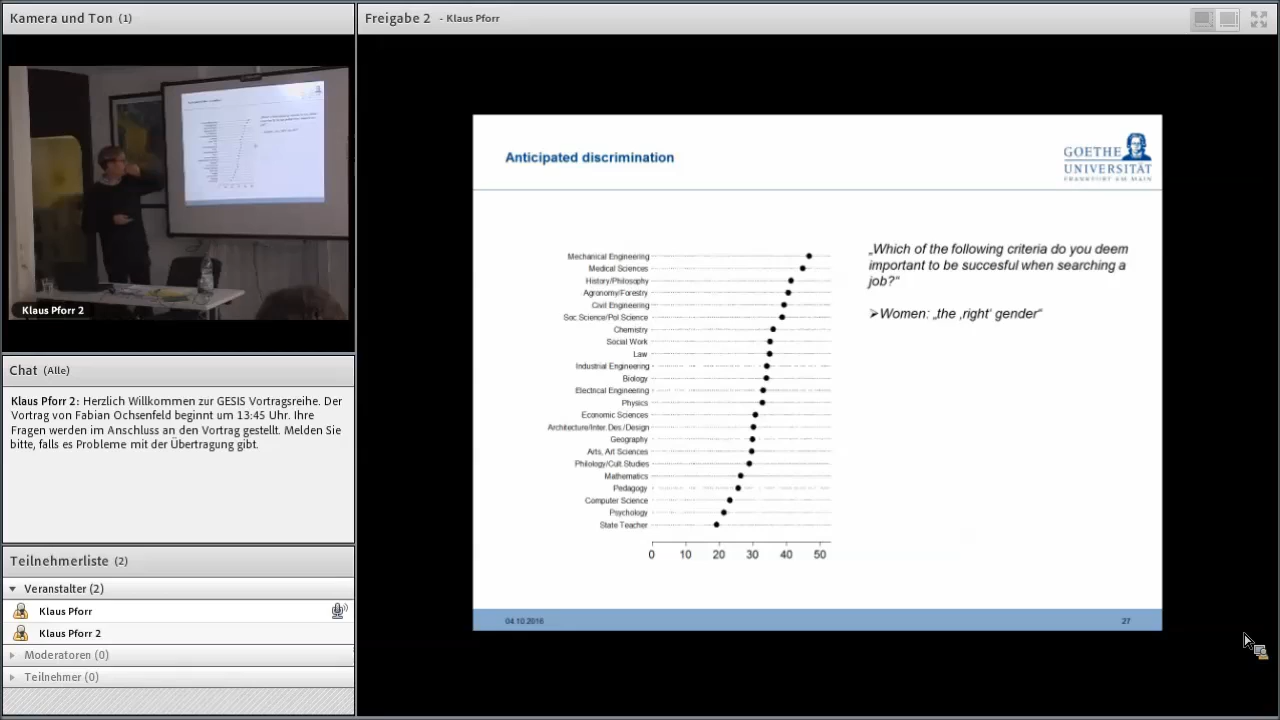 Kamera und Ton (1)
Klaus Pforr 2
Chat (Alle)
Klaus Pforr 2: Herzlich Willkommen zur GESIS Vortragsreihe. Der
Vortrag von Fabian Ochsenfeld beginnt um 13:45 Uhr. Ihre
Fragen werden im Anschluss an den Vortrag gestellt. Melden Sie
bitte, falls es Probleme mit der Übertragung gibt.
Teilnehmerliste (2)
Veranstalter (2)
Klaus Pforr
Klaus Pforr 2
Moderatoren (0)
Teilnehmer (0)
Freigabe 2 - Klaus Pforr
Anticipated discrimination
GOETHE
UNIVERSITÄT
FRANKFURT AM MAIN
Mechanical Engineering
Medical Sciences
History/Philosophy
Agronomy/Forestry
Civil Engineering
Soc.Science/Pol.Science
Chemistry
Social Work
Law
Industrial Engineering
Biology
Electrical Engineering
Physics
Economic Sciences
Architecture/Inter.Des./Design
Geography
Arts, Art Sciences
Philology/Cult.Studies
Mathematics
Pedagogy
Computer Science
Psychology
State Teacher
0 10 20 30 40 50
„Which of the following criteria do you deem
important to be succesful when searching a
job?“
➢Women: „the ‚right‘ gender“
04.10.2016
27